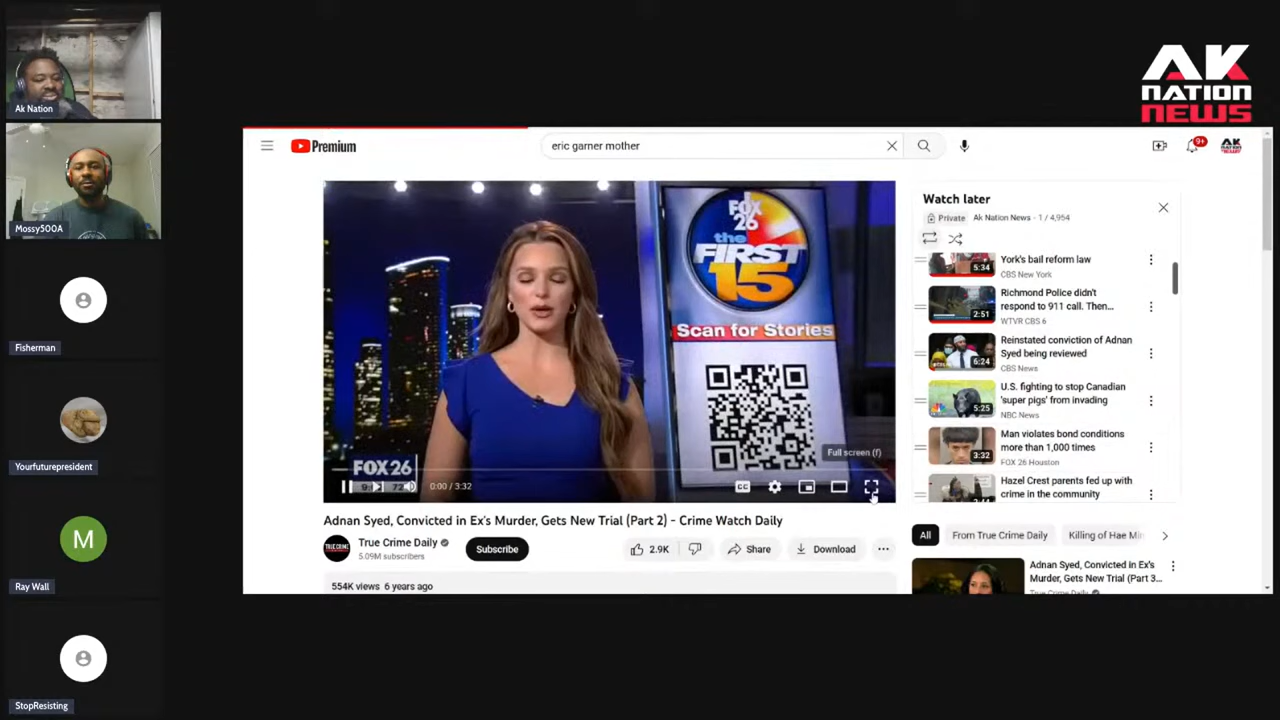 Ak Nation
Mossy500A
Fisherman
Yourfuturepresident
M
Ray Wall
StopResisting
AK
NATION
NEWS
Premium
eric garner mother
9+
FOX
26
the
FIRST
15
Scan for Stories
Full screen (f)
FOX 26
0:00 / 3:32
CC
Adnan Syed, Convicted in Ex's Murder, Gets New Trial (Part 2) - Crime Watch Daily
True Crime Daily
5.09M subscribers
Subscribe
2.9K
Share
Download
554K views 6 years ago
Watch later
Private
Ak Nation News - 1 / 4,954
York's bail reform law
CBS New York
5:34
Richmond Police didn't
respond to 911 call. Then...
WTVR CBS 6
2:51
Reinstated conviction of Adnan
Syed being reviewed
CBS News
6:24
U.S. fighting to stop Canadian
'super pigs' from invading
NBC News
5:25
Man violates bond conditions
more than 1,000 times
FOX 26 Houston
3:32
Hazel Crest parents fed up with
crime in the community
All
From True Crime Daily
Killing of Hae Min
Adnan Syed, Convicted in Ex's
Murder, Gets New Trial (Part 3...
True Crime Daily